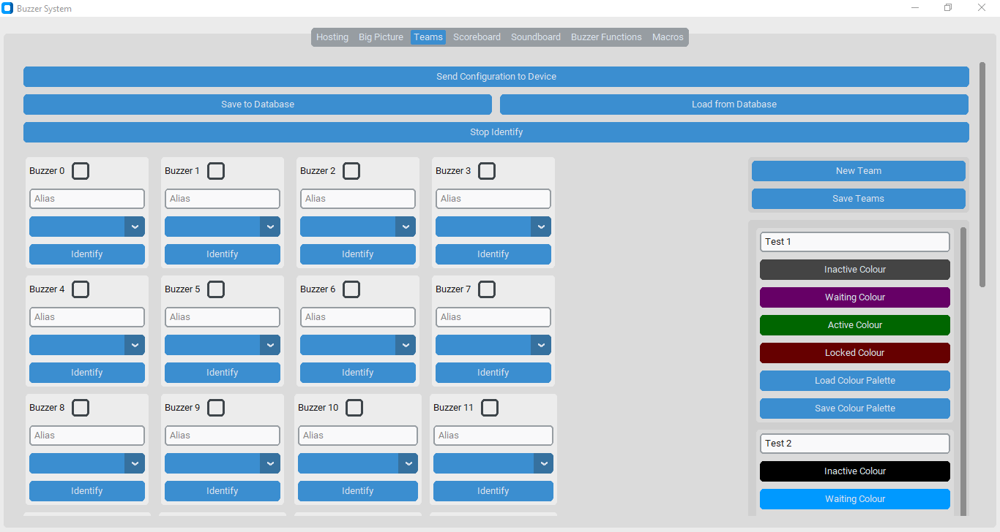 Buzzer System
Hosting Big Picture Teams Scoreboard Soundboard Buzzer Functions Macros
Send Configuration to Device
Save to Database Load from Database
Stop Identify
Buzzer 0 Buzzer 1 Buzzer 2 Buzzer 3
Alias Alias Alias Alias
Identify Identify Identify Identify
Buzzer 4 Buzzer 5 Buzzer 6 Buzzer 7
Alias Alias Alias Alias
Identify Identify Identify Identify
Buzzer 8 Buzzer 9 Buzzer 10 Buzzer 11
Alias Alias Alias Alias
Identify Identify Identify Identify
New Team
Save Teams
Test 1
Inactive Colour
Waiting Colour
Active Colour
Locked Colour
Load Colour Palette
Save Colour Palette
Test 2
Inactive Colour
Waiting Colour